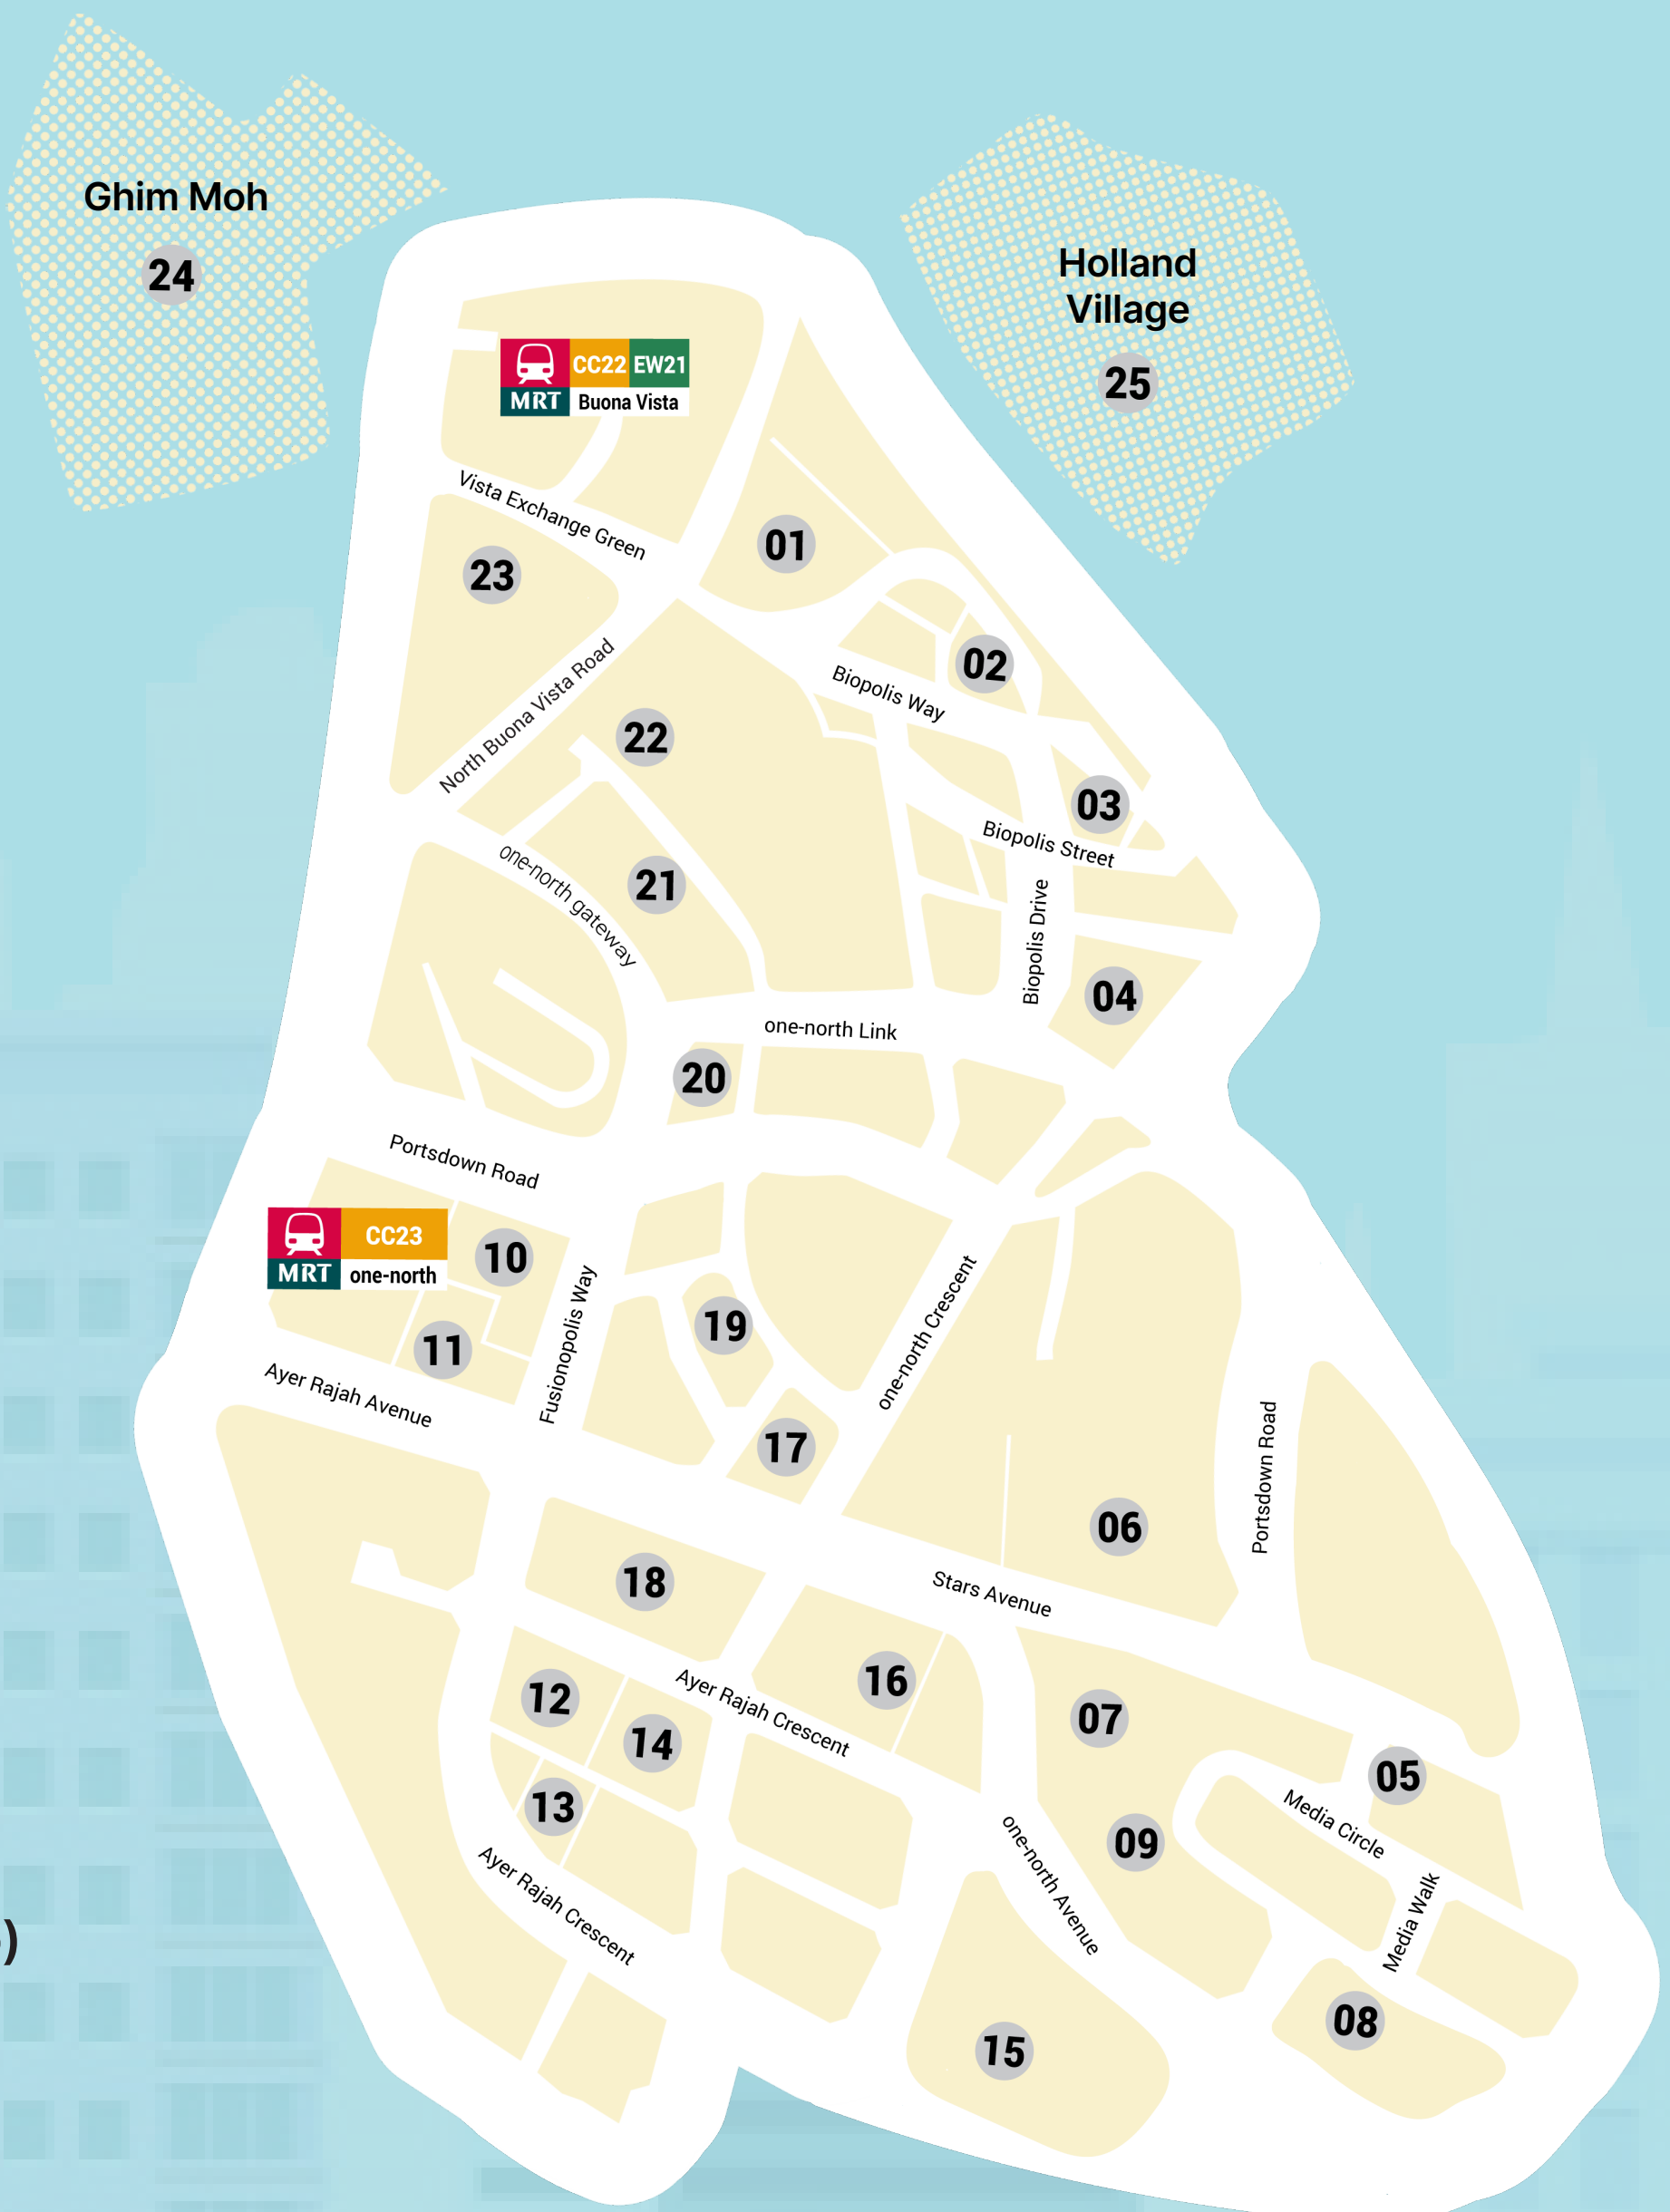 Ghim Moh
24
Holland
Village
25
CC22 EW21
MRT Buona Vista
Vista Exchange Green
01
23
02
Biopolis Way
North Buona Vista Road
22
03
Biopolis Street
one-north gateway
21
Biopolis Drive
04
one-north Link
20
Portsdown Road
CC23
MRT one-north
10
11
Fusionopolis Way
19
one-north Crescent
Ayer Rajah Avenue
17
Portsdown Road
06
18
Stars Avenue
16
12
Ayer Rajah Crescent
07
14
05
13
Media Circle
09
one-north Avenue
Ayer Rajah Crescent
Media Walk
)
08
15